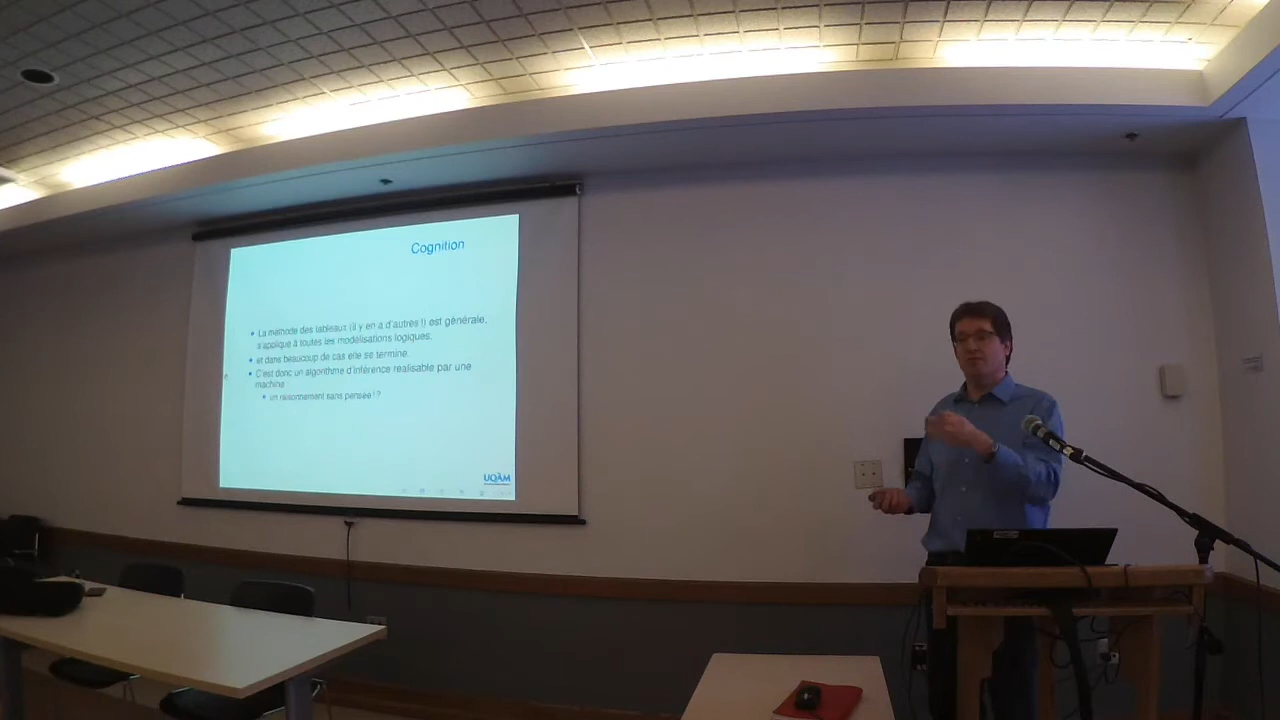 Cognition
La méthode des tableaux (il y en a d'autres !) est générale,
s'applique à toutes les modélisations logiques.
et dans beaucoup de cas elle se termine.
C'est donc un algorithme d'inférence réalisable par une
machine :
un raisonnement sans pensée ! ?
UQÀM